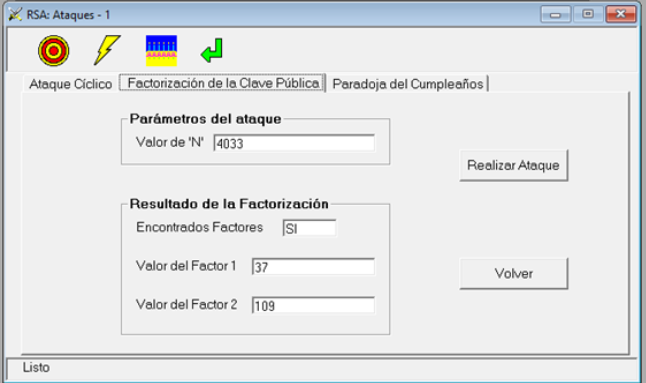 RSA: Ataques - 1
Ataque Cíclico
Factorización de la Clave Pública
Paradoja del Cumpleaños
Parámetros del ataque
Valor de 'N' 4033
Realizar Ataque
Resultado de la Factorización
Encontrados Factores SI
Valor del Factor 1 37
Volver
Valor del Factor 2 109
Listo